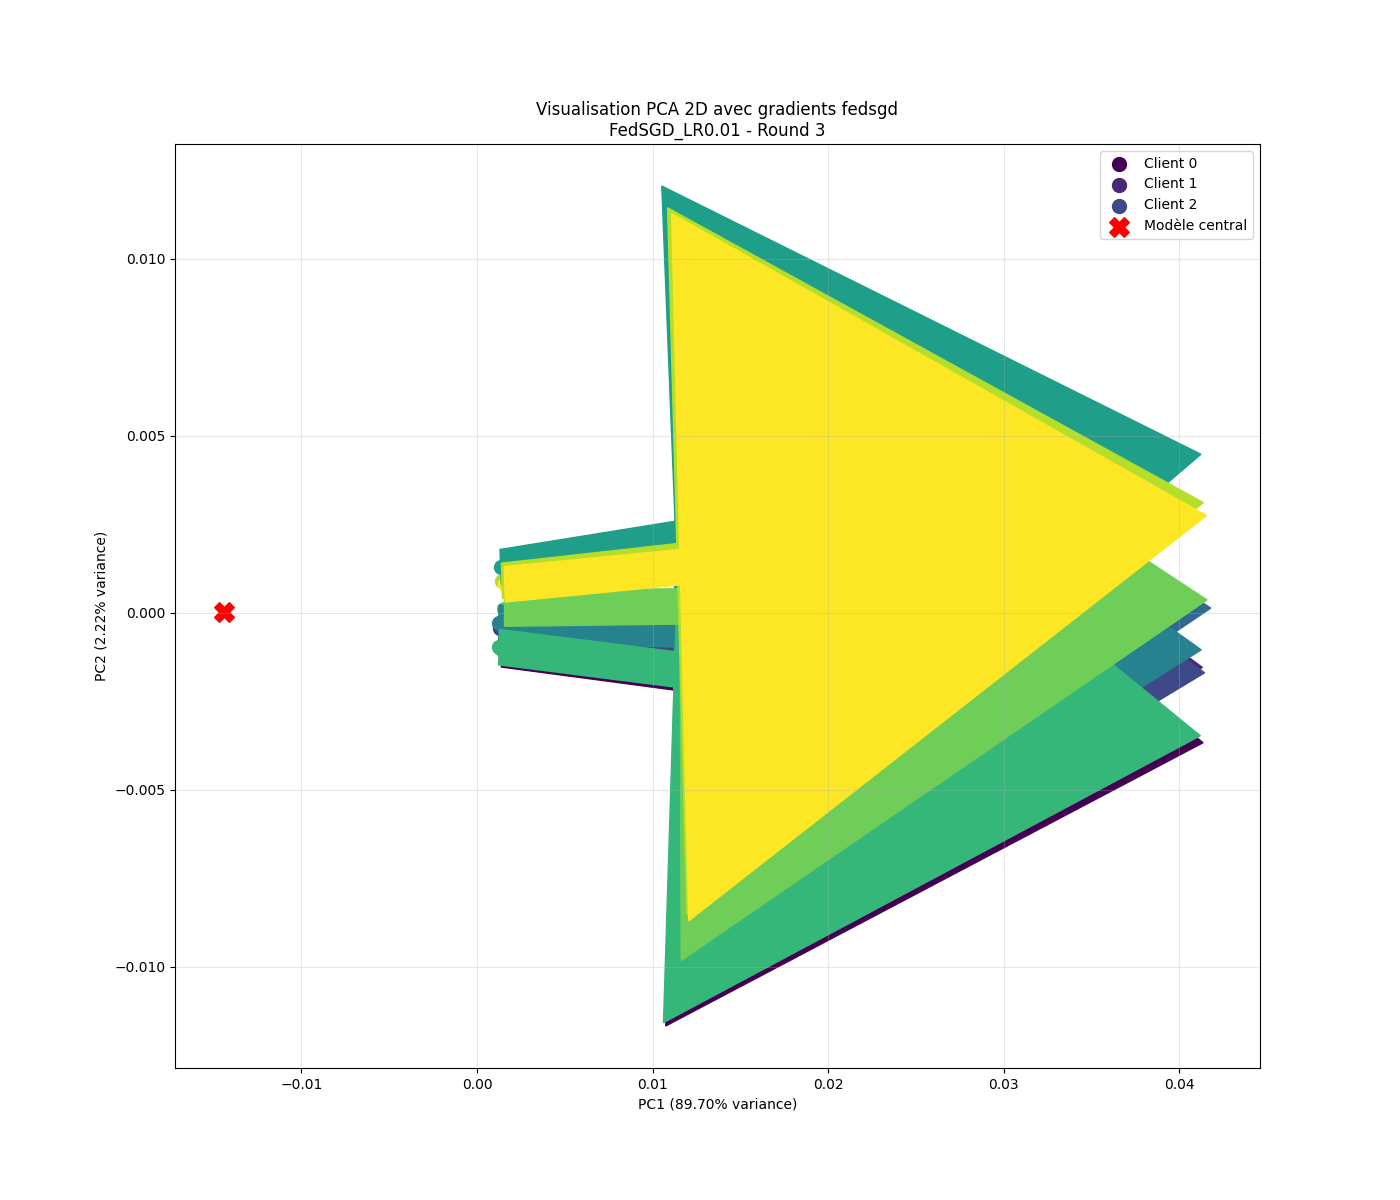 Visualisation PCA 2D avec gradients fedsgd
FedSGD_LR0.01 - Round 3
Client 0
Client 1
Client 2
Modèle central
0.010
0.005
0.000
−0.005
−0.010
PC2 (2.22% variance)
−0.01
0.00
0.01
0.02
0.03
0.04
PC1 (89.70% variance)